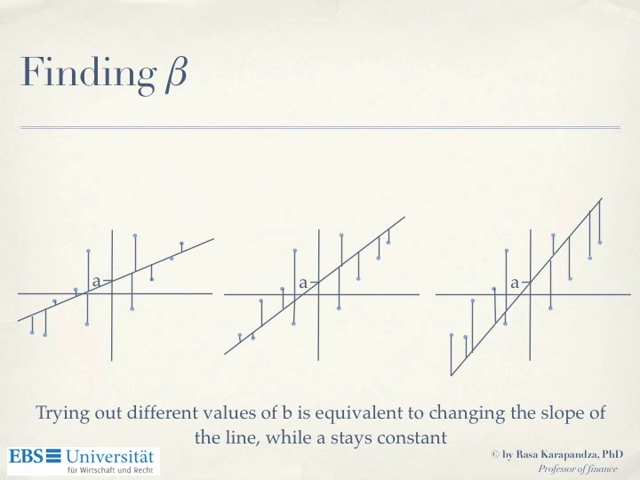 Finding β
a
a
a
Trying out different values of b is equivalent to changing the slope of
the line, while a stays constant
EBS Universität
für Wirtschaft und Recht
© by Rasa Karapandza, PhD
Professor of finance